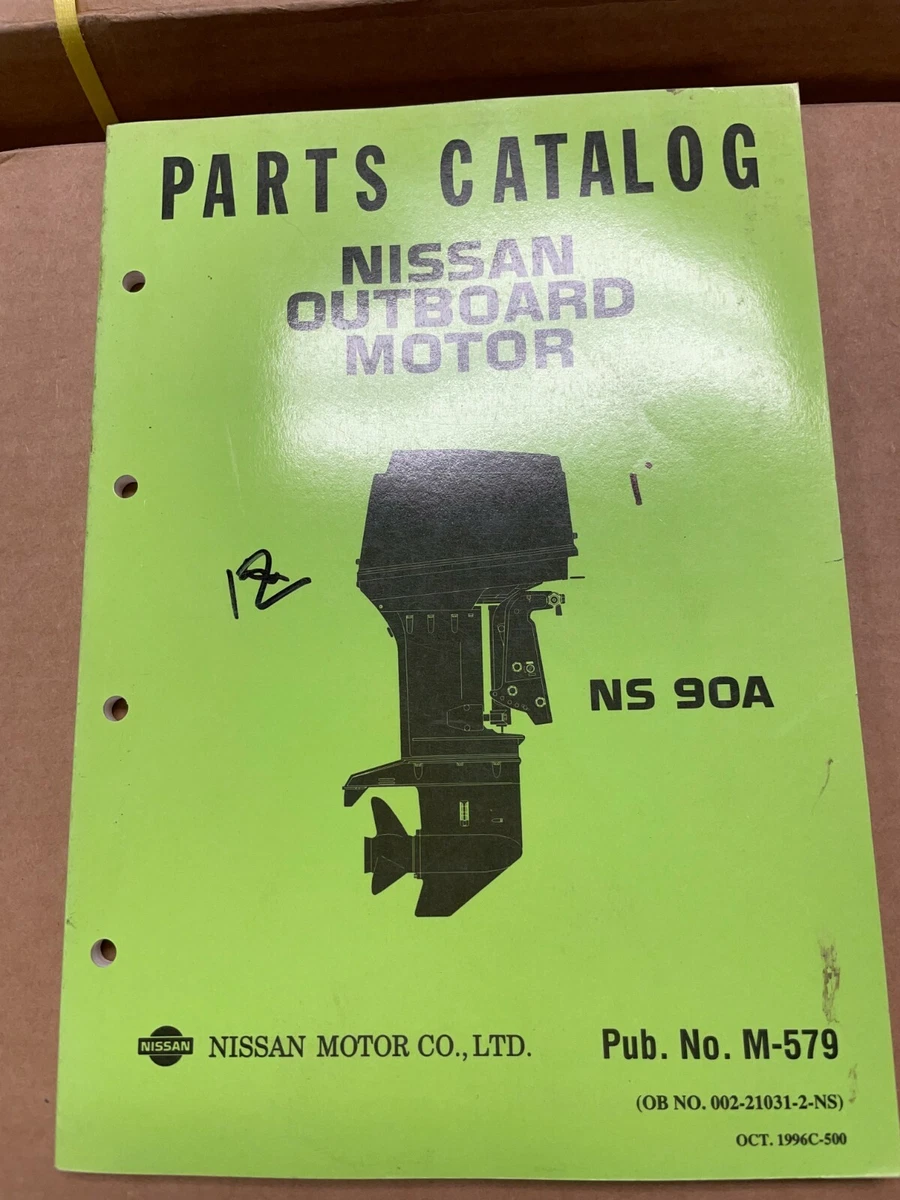 PARTS CATALOG
NISSAN
OUTBOARD
MOTOR
12
NS 90A
NISSAN
NISSAN MOTOR CO., LTD.
Pub. No. M-579
(OB NO. 002-21031-2-NS)
OCT. 1996C-500